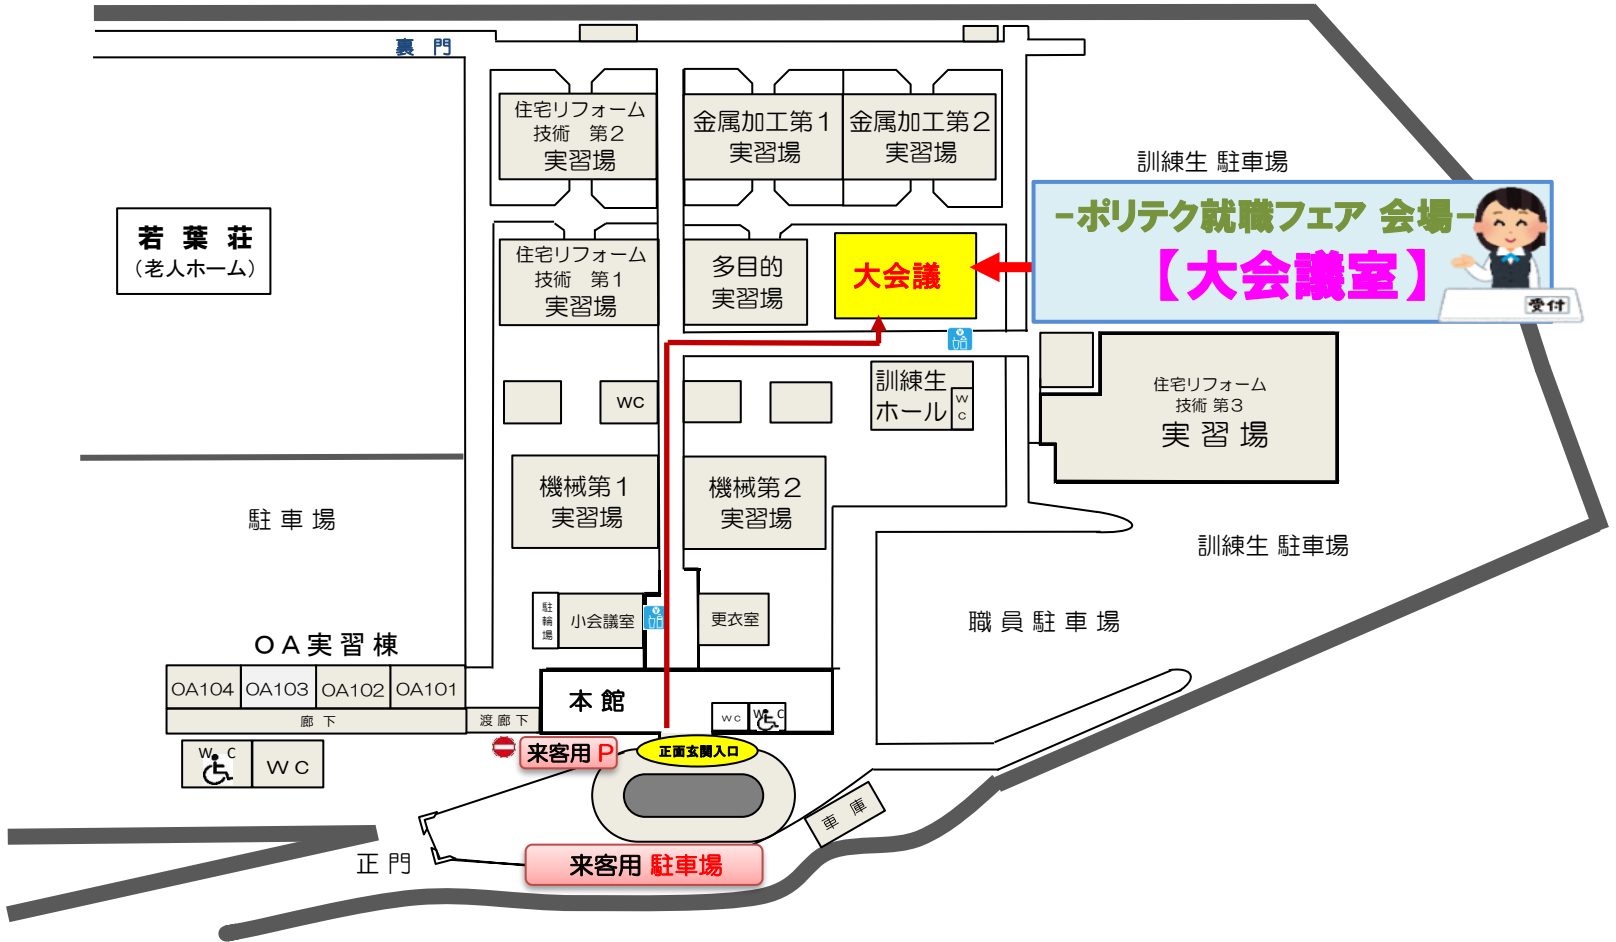 裏 門
住宅リフォーム
技術 第2
実習場
金属加工第1
実習場
金属加工第2
実習場
訓練生 駐車場
-ポリテク就職フェア 会場-
【大会議室】
受付
若 葉 荘
(老人ホーム)
住宅リフォーム
技術 第1
実習場
多目的
実習場
大会議
訓練生
ホール
W
C
WC
住宅リフォーム
技術 第3
実 習 場
機械第1
実習場
機械第2
実習場
駐 車 場
訓練生 駐車場
駐
輪
場
小会議室
更衣室
職 員 駐 車 場
OA実 習 棟
OA104
OA103
OA102
OA101
廊 下
渡 廊 下
本 館
WC
W C
来客用 P
正面玄関入口
W C
W C
車 庫
正 門
来客用 駐車場